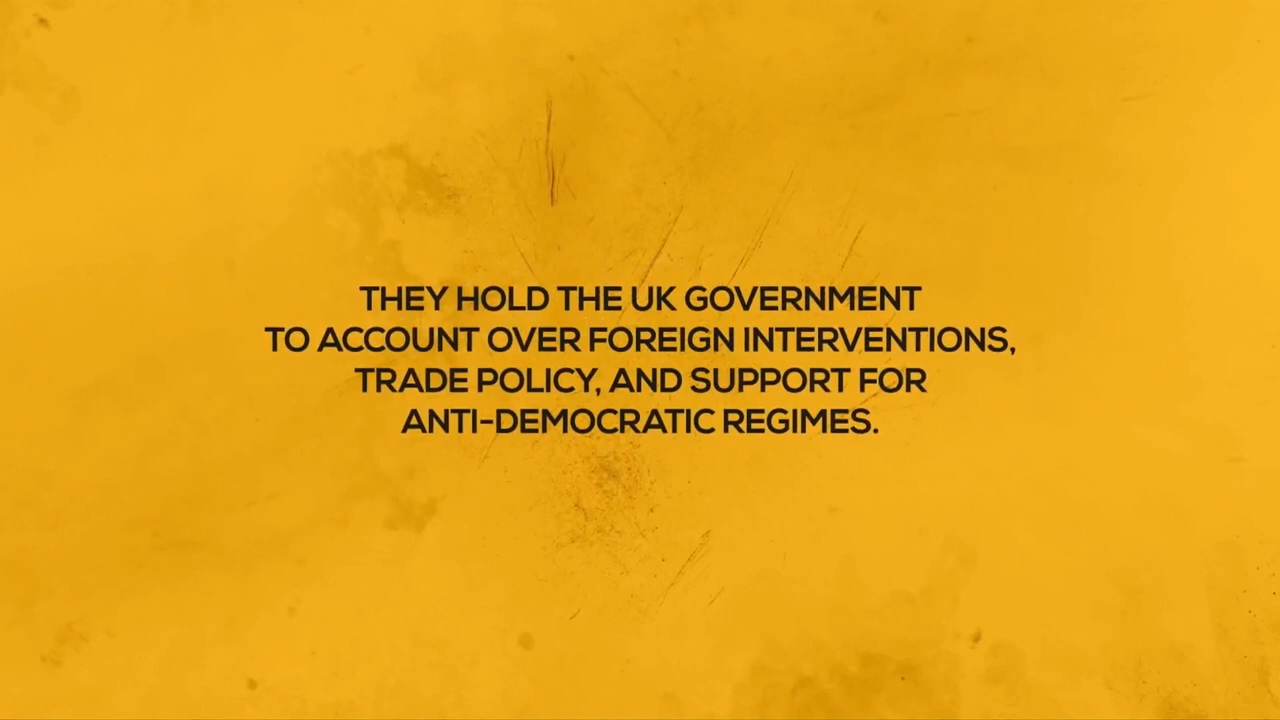 THEY HOLD THE UK GOVERNMENT
TO ACCOUNT OVER FOREIGN INTERVENTIONS,
TRADE POLICY, AND SUPPORT FOR
ANTI-DEMOCRATIC REGIMES.